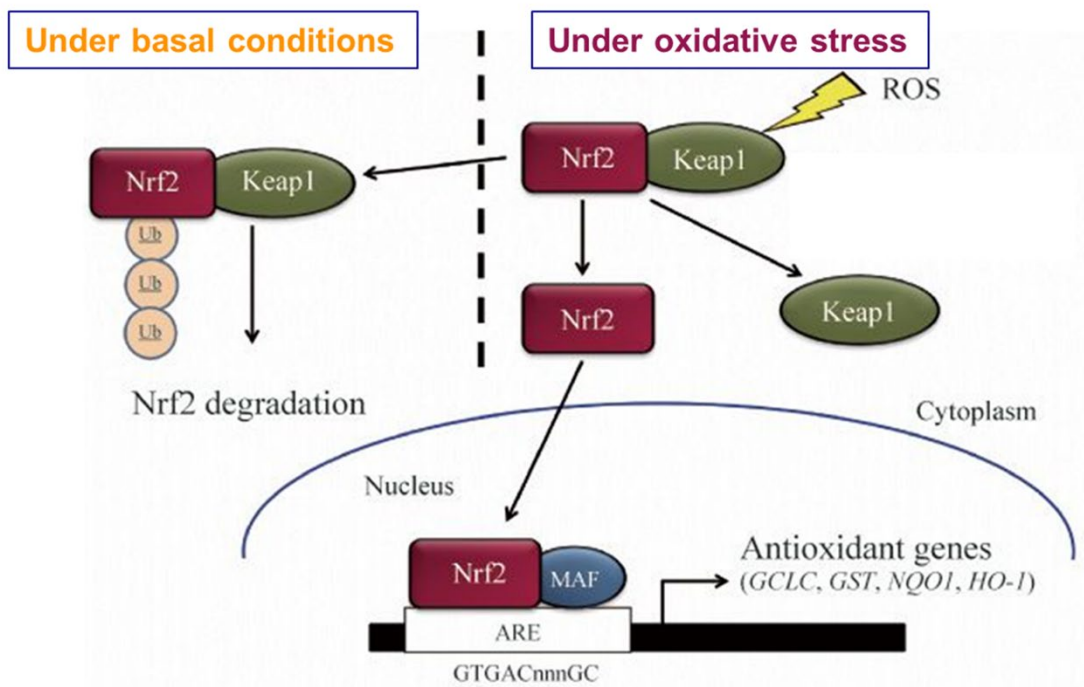 Under basal conditions
Under oxidative stress
ROS
Nrf2
Keap1
Nrf2
Keap1
Ub
Ub
Ub
Nrf2
Keap1
Nrf2 degradation
Cytoplasm
Nucleus
Nrf2
MAF
Antioxidant genes
(GCLC, GST, NQO1, HO-1)
ARE
GTGACnnnGC